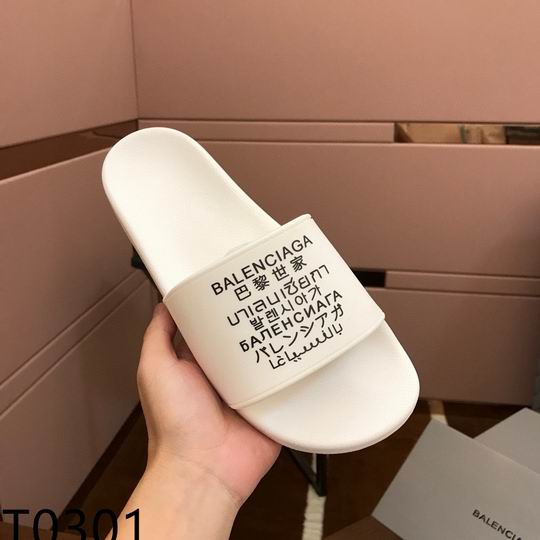 BALENCIAGA
巴黎世家
บาเลนเซียกา
발렌시아가
БАЛЕНСИАГА
バレンシアガ
بالنسياغا
BALENCIAGA
T0301